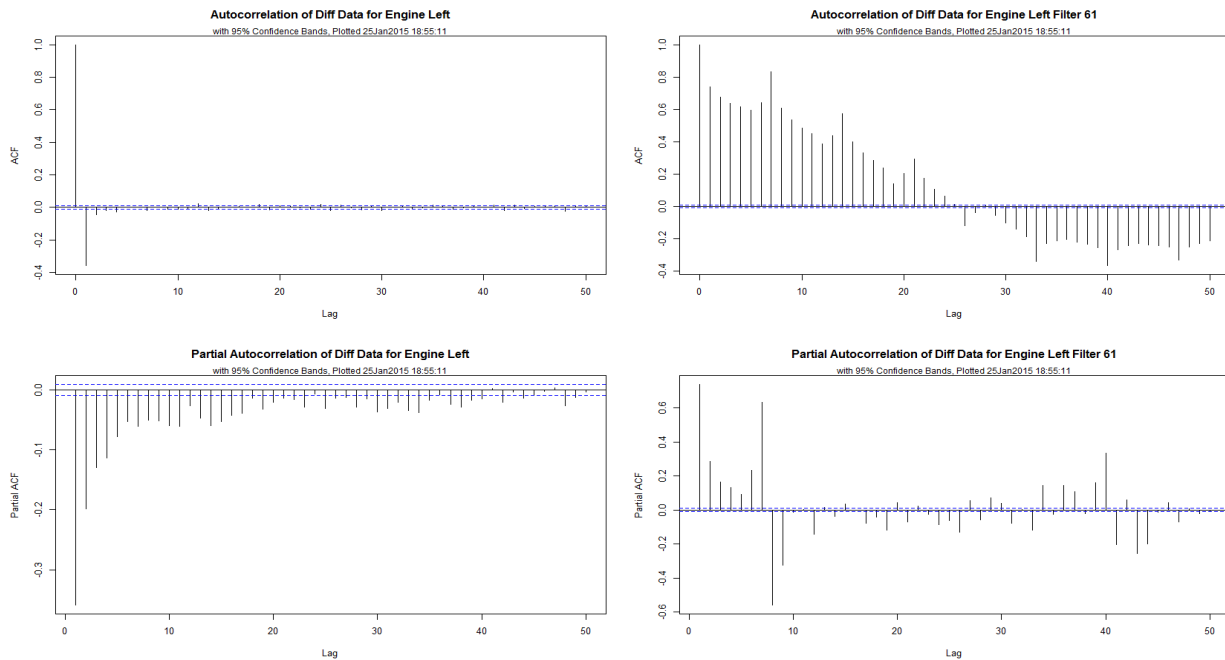 Autocorrelation of Diff Data for Engine Left
with 95% Confidence Bands, Plotted 25Jan2015 18:55:11
ACF
1.0
0.8
0.6
0.4
0.2
0.0
-0.2
-0.4
0 10 20 30 40 50
Lag
Autocorrelation of Diff Data for Engine Left Filter 61
with 95% Confidence Bands, Plotted 25Jan2015 18:55:11
ACF
1.0
0.8
0.6
0.4
0.2
0.0
-0.2
-0.4
0 10 20 30 40 50
Lag
Partial Autocorrelation of Diff Data for Engine Left
with 95% Confidence Bands, Plotted 25Jan2015 18:55:11
Partial ACF
0.0
-0.1
-0.2
-0.3
0 10 20 30 40 50
Lag
Partial Autocorrelation of Diff Data for Engine Left Filter 61
with 95% Confidence Bands, Plotted 25Jan2015 18:55:11
Partial ACF
0.6
0.4
0.2
0.0
-0.2
-0.4
-0.6
0 10 20 30 40 50
Lag